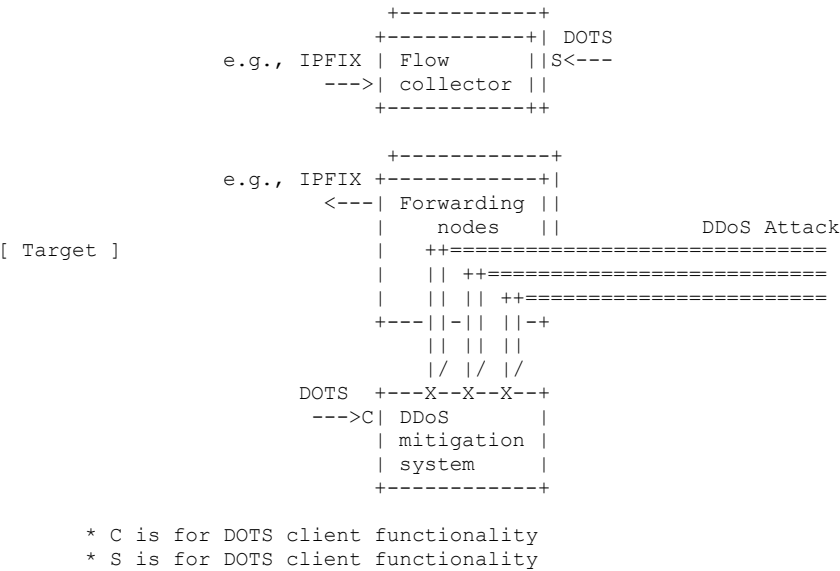 DOTS
e.g., IPFIX | Flow ||S<---
--->| collector ||
e.g., IPFIX
<---| Forwarding ||
| nodes || DDoS Attack
[ Target ]
DOTS +---X--X--X--+
--->C| DDoS |
| mitigation |
| system |
* C is for DOTS client functionality
* S is for DOTS client functionality